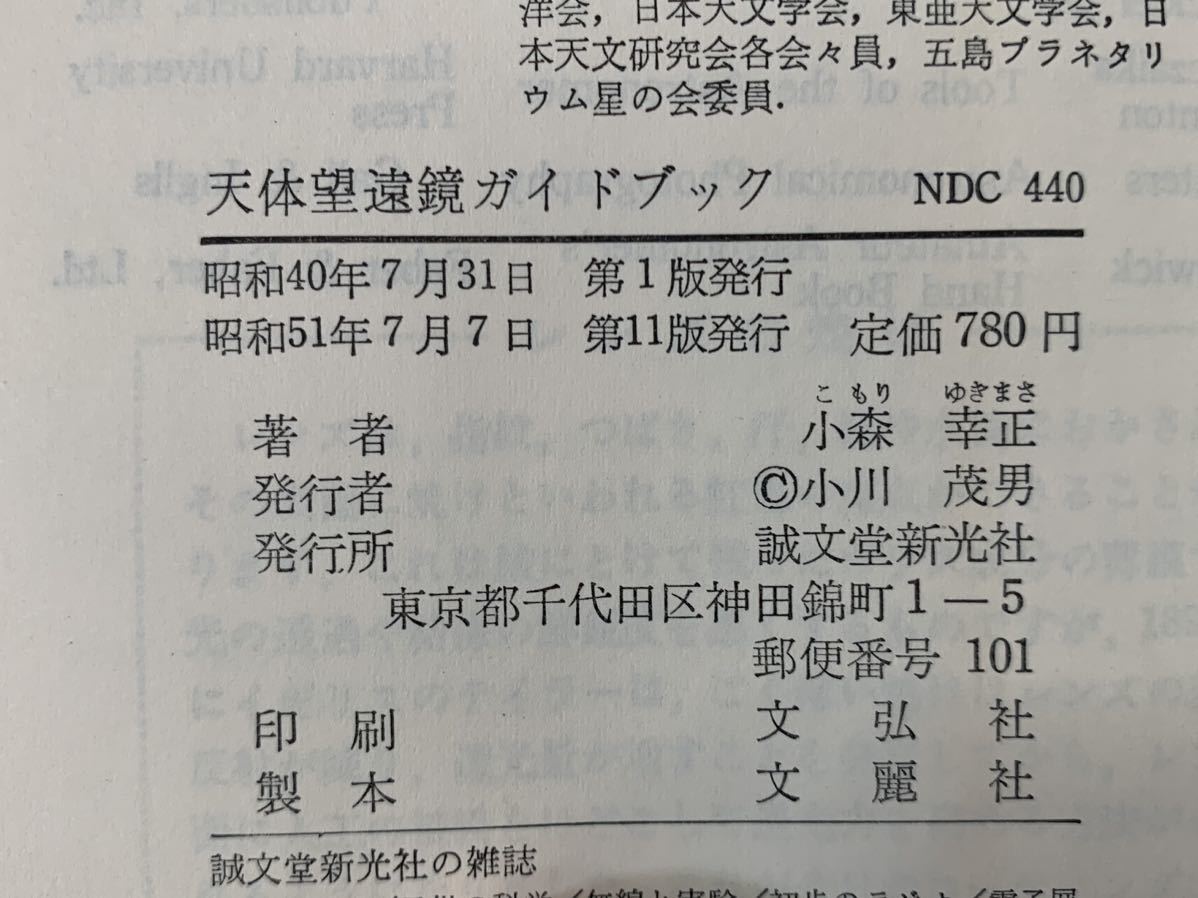 洋会，日本天文学会，東亜天文学会，日
本天文研究会各会々員，五島プラネタリ
ウム星の会委員．
天体望遠鏡ガイドブック　NDC 440
昭和40年7月31日　第1版発行
昭和51年7月7日　第11版発行　定価780円
こもり　ゆきまさ
著者　小森　幸正
発行者　©小川　茂男
発行所　誠文堂新光社
東京都千代田区神田錦町1－5
郵便番号 101
印刷　文弘社
製本　文麗社
誠文堂新光社の雑誌